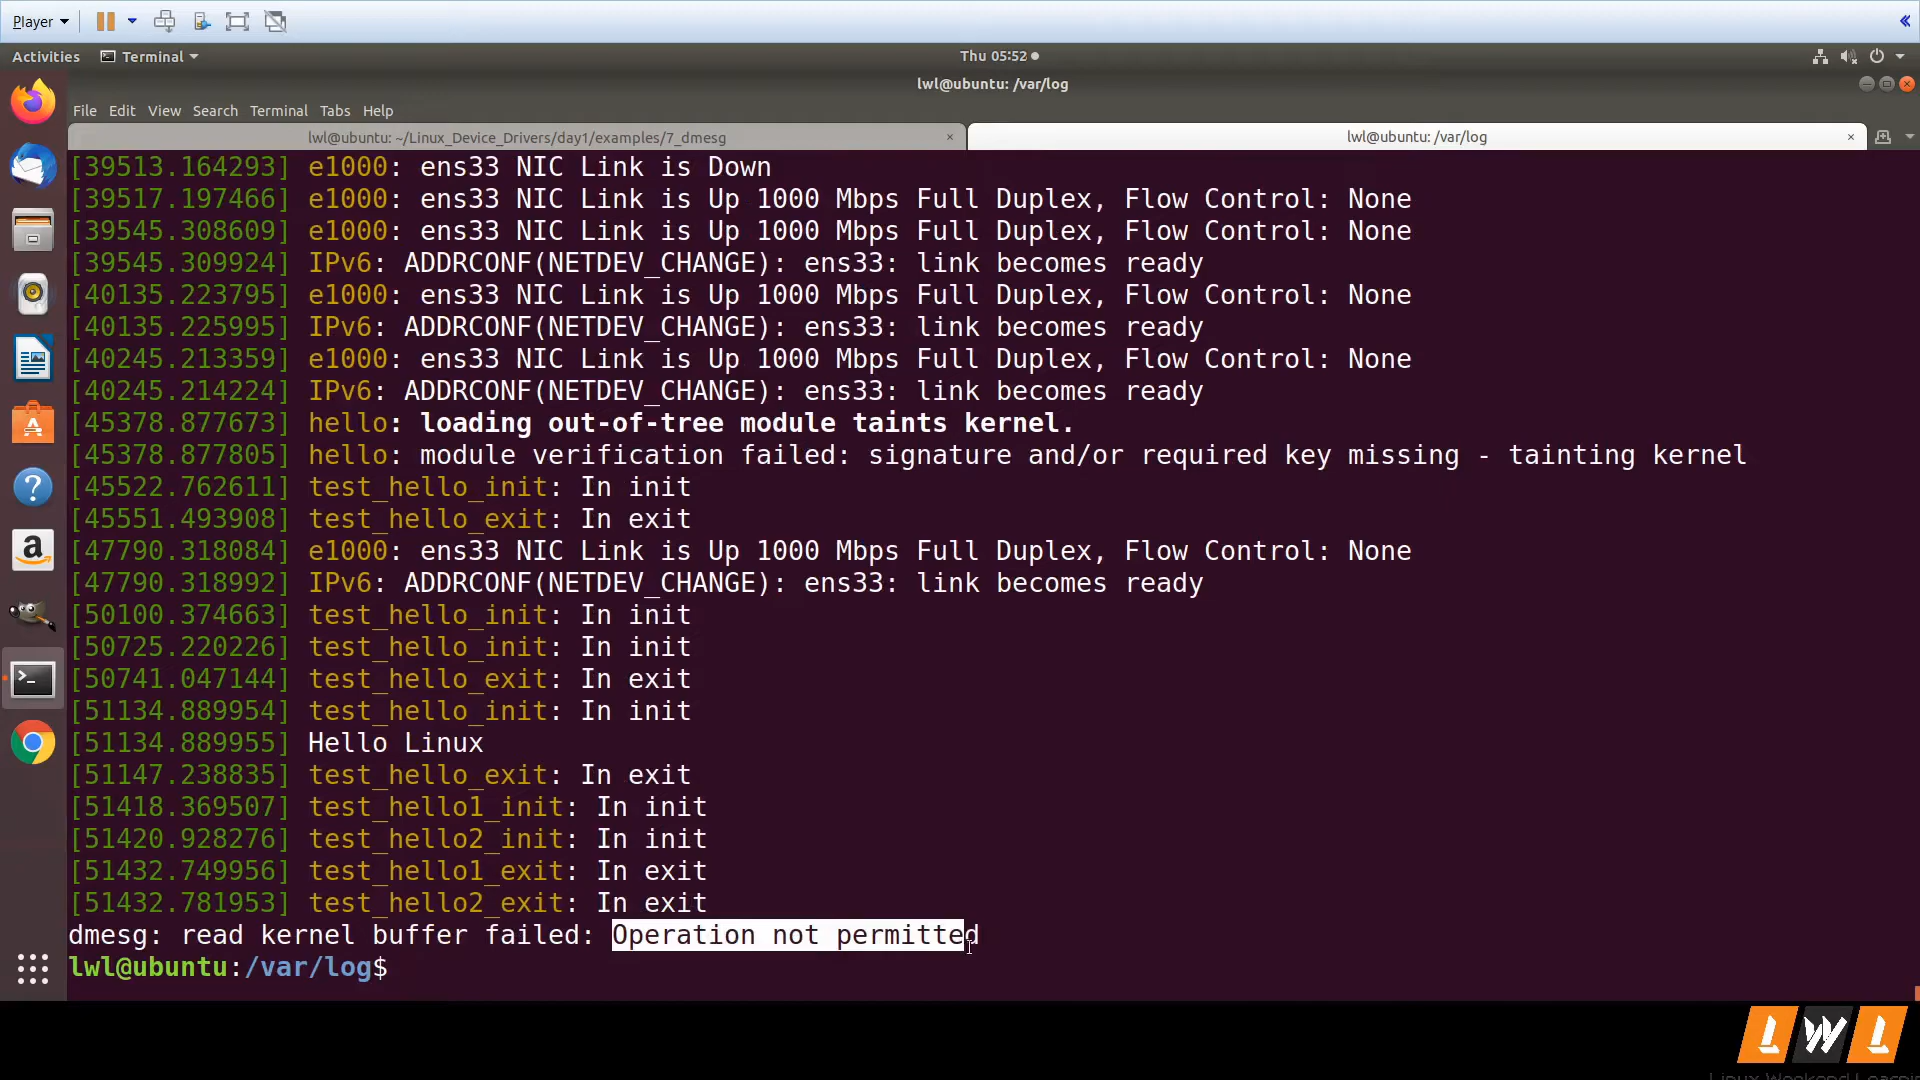 Player
Activities
Terminal
Thu 05:52
lwl@ubuntu: /var/log
File Edit View Search Terminal Tabs Help
lwl@ubuntu: ~/Linux_Device_Drivers/day1/examples/7_dmesg
lwl@ubuntu: /var/log
[39513.164293] e1000: ens33 NIC Link is Down
[39517.197466] e1000: ens33 NIC Link is Up 1000 Mbps Full Duplex, Flow Control: None
[39545.308609] e1000: ens33 NIC Link is Up 1000 Mbps Full Duplex, Flow Control: None
[39545.309924] IPv6: ADDRCONF(NETDEV_CHANGE): ens33: link becomes ready
[40135.223795] e1000: ens33 NIC Link is Up 1000 Mbps Full Duplex, Flow Control: None
[40135.225995] IPv6: ADDRCONF(NETDEV_CHANGE): ens33: link becomes ready
[40245.213359] e1000: ens33 NIC Link is Up 1000 Mbps Full Duplex, Flow Control: None
[40245.214224] IPv6: ADDRCONF(NETDEV_CHANGE): ens33: link becomes ready
[45378.877673] hello: loading out-of-tree module taints kernel.
[45378.877805] hello: module verification failed: signature and/or required key missing - tainting kernel
[45522.762611] test_hello_init: In init
[45551.493908] test_hello_exit: In exit
[47790.318084] e1000: ens33 NIC Link is Up 1000 Mbps Full Duplex, Flow Control: None
[47790.318992] IPv6: ADDRCONF(NETDEV_CHANGE): ens33: link becomes ready
[50100.374663] test_hello_init: In init
[50725.220226] test_hello_init: In init
[50741.047144] test_hello_exit: In exit
[51134.889954] test_hello_init: In init
[51134.889955] Hello Linux
[51147.238835] test_hello_exit: In exit
[51418.369507] test_hello1_init: In init
[51420.928276] test_hello2_init: In init
[51432.749956] test_hello1_exit: In exit
[51432.781953] test_hello2_exit: In exit
dmesg: read kernel buffer failed: Operation not permitted
lwl@ubuntu:/var/log$
LWL